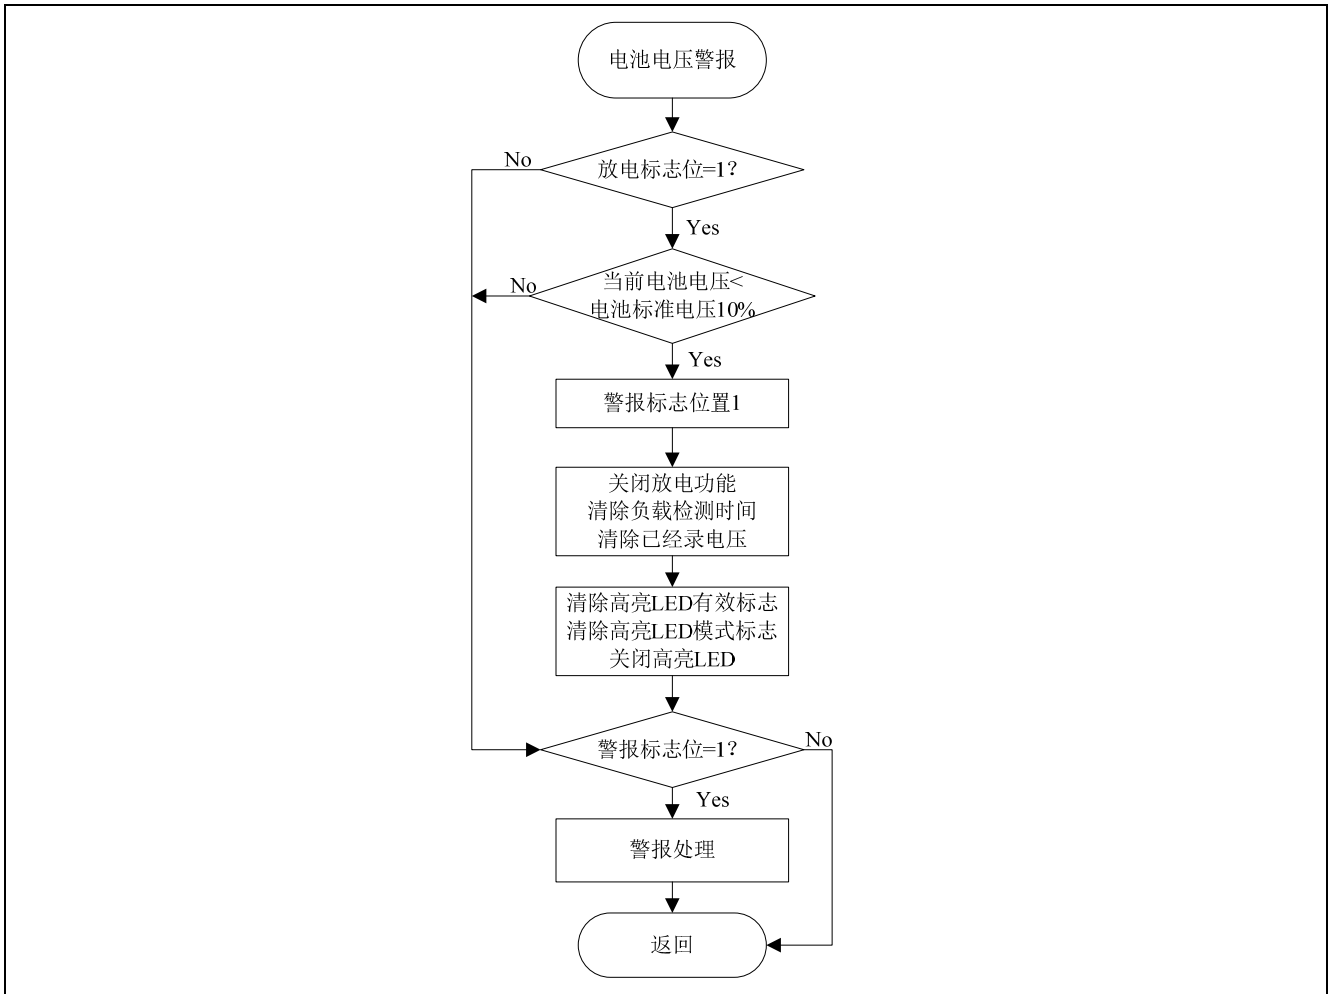 电池电压警报
No
放电标志位=1?
Yes
No
当前电池电压<
电池标准电压10%
Yes
警报标志位置1
关闭放电功能
清除负载检测时间
清除已经录电压
清除高亮LED有效标志
清除高亮LED模式标志
关闭高亮LED
警报标志位=1?
No
Yes
警报处理
返回